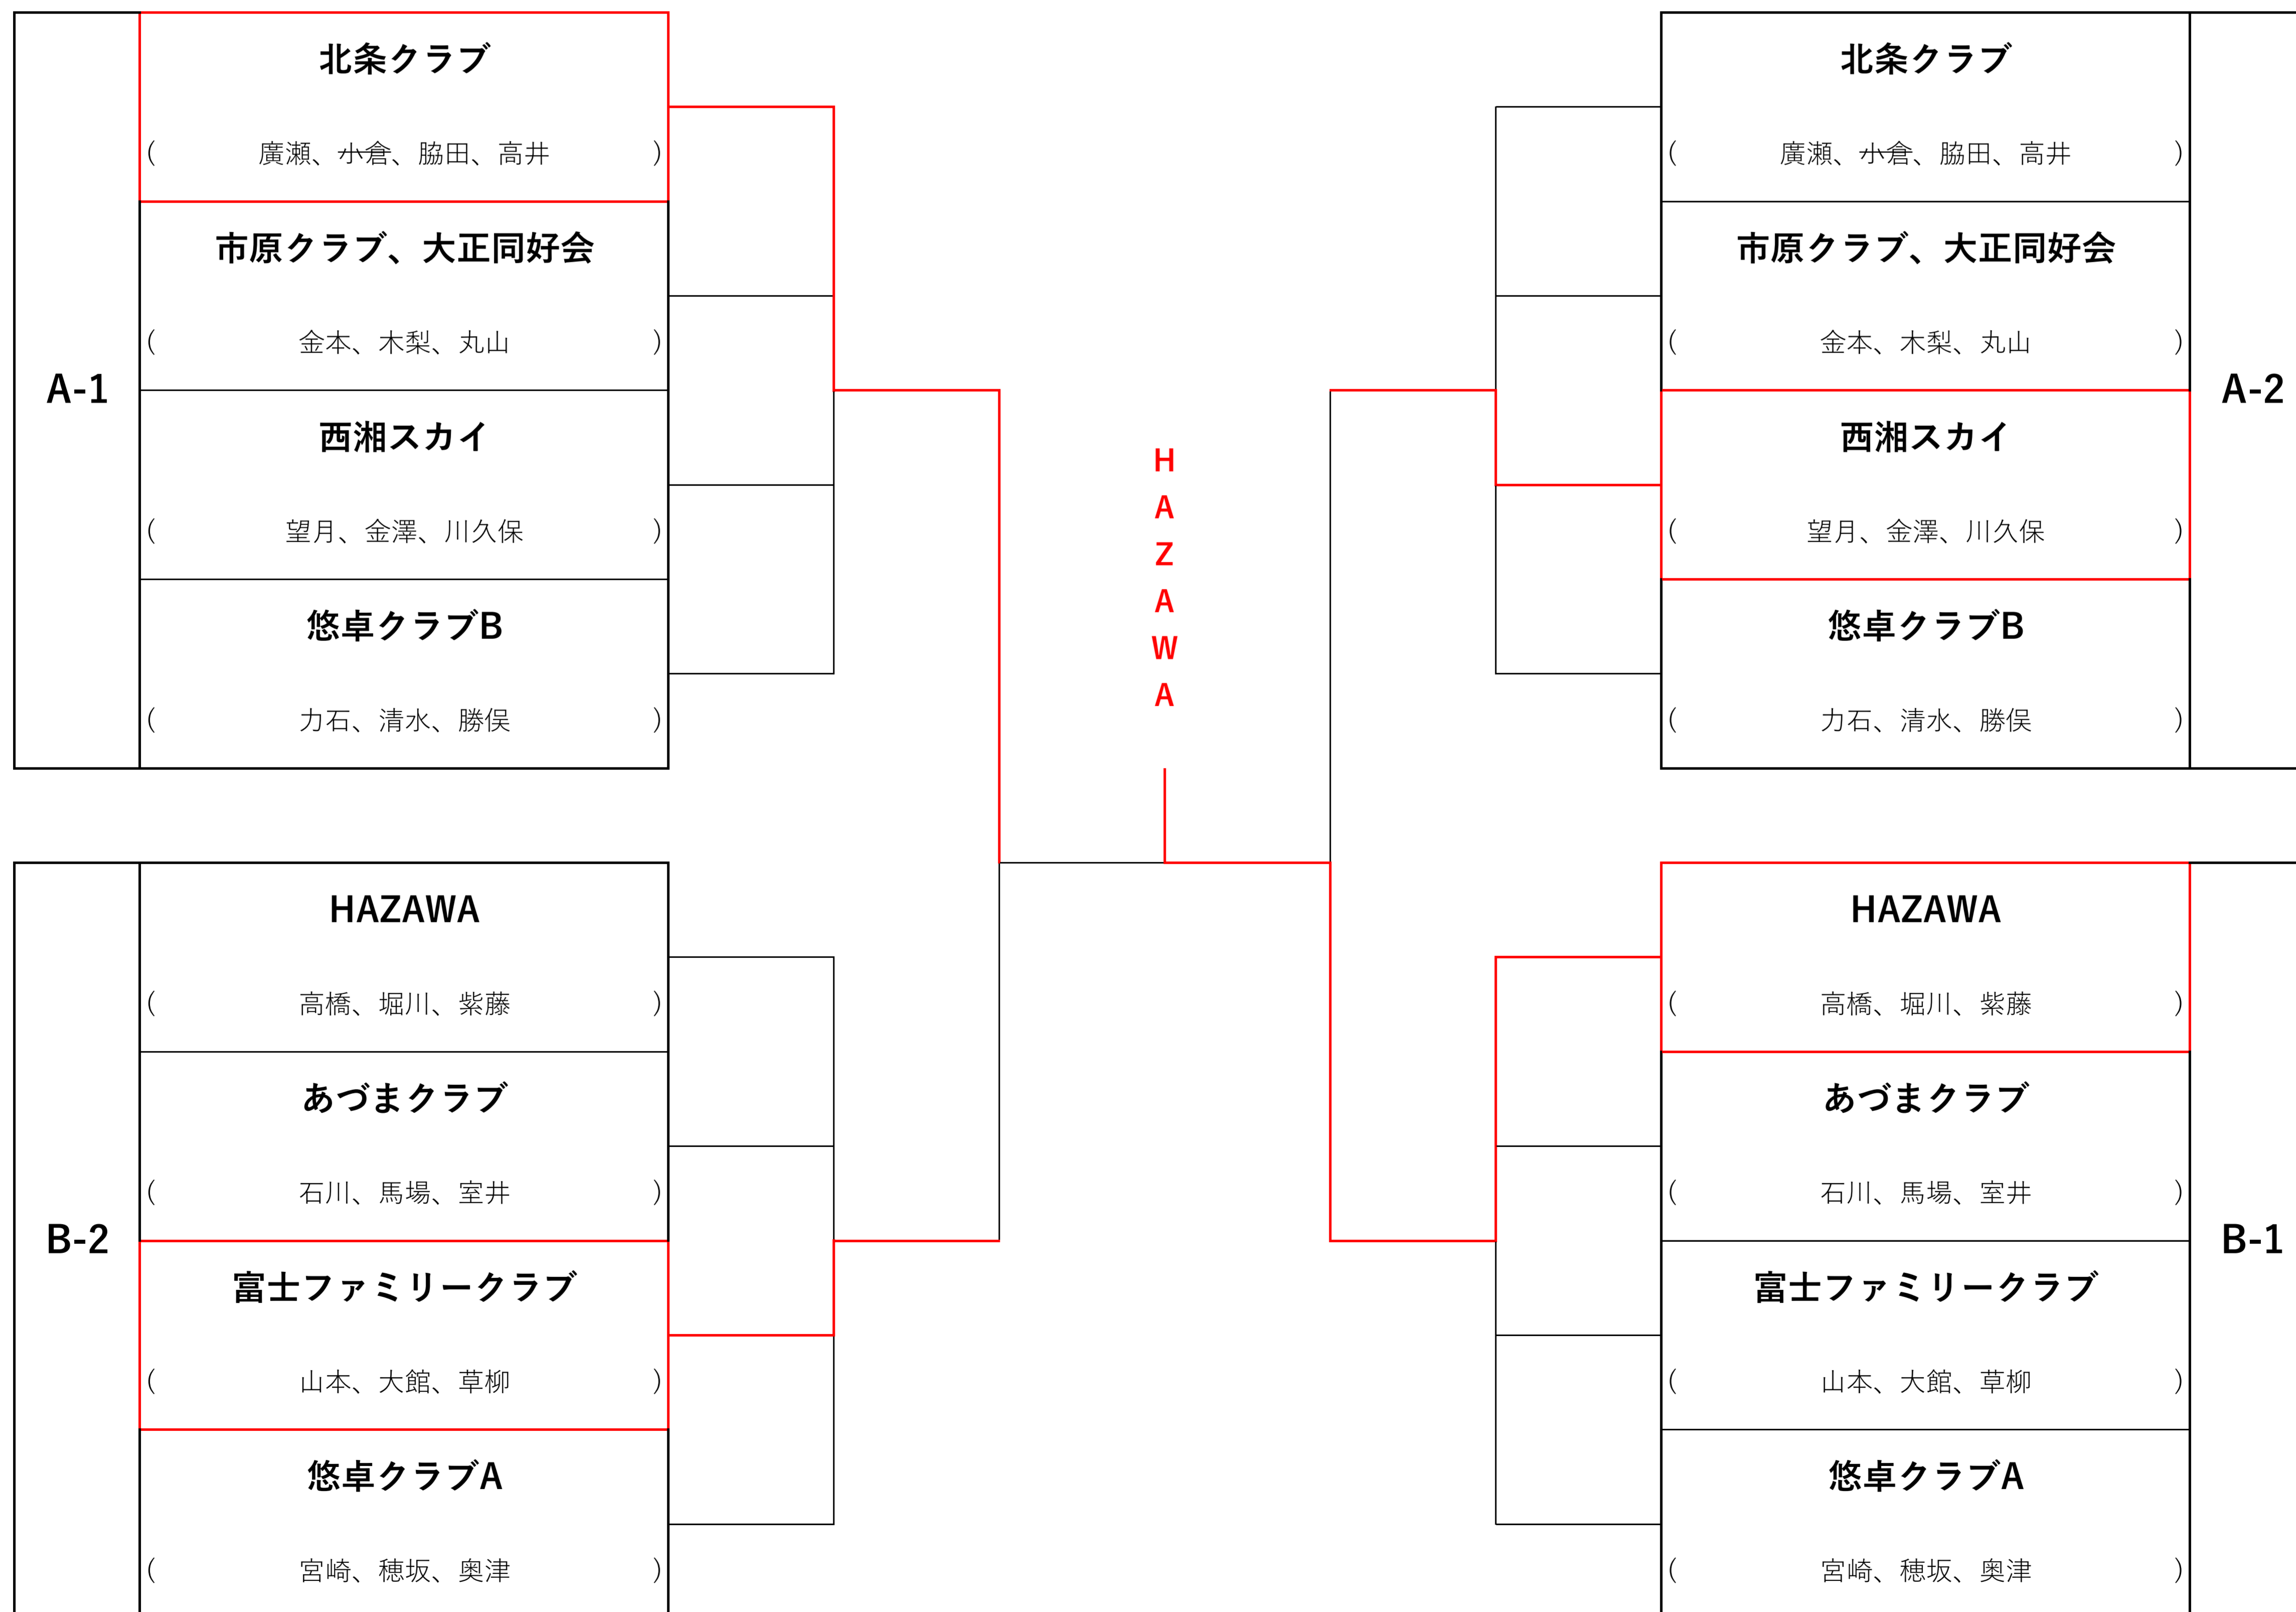 A-1
北条クラブ
( 廣瀬、小倉、脇田、高井 )
市原クラブ、大正同好会
( 金本、木梨、丸山 )
西湘スカイ
( 望月、金澤、川久保 )
悠卓クラブB
( 力石、清水、勝俣 )
HAZAWA
A-2
北条クラブ
( 廣瀬、小倉、脇田、高井 )
市原クラブ、大正同好会
( 金本、木梨、丸山 )
西湘スカイ
( 望月、金澤、川久保 )
悠卓クラブB
( 力石、清水、勝俣 )
B-2
HAZAWA
( 高橋、堀川、紫藤 )
あづまクラブ
( 石川、馬場、室井 )
富士ファミリークラブ
( 山本、大館、草柳 )
悠卓クラブA
( 宮崎、穂坂、奥津 )
B-1
HAZAWA
( 高橋、堀川、紫藤 )
あづまクラブ
( 石川、馬場、室井 )
富士ファミリークラブ
( 山本、大館、草柳 )
悠卓クラブA
( 宮崎、穂坂、奥津 )